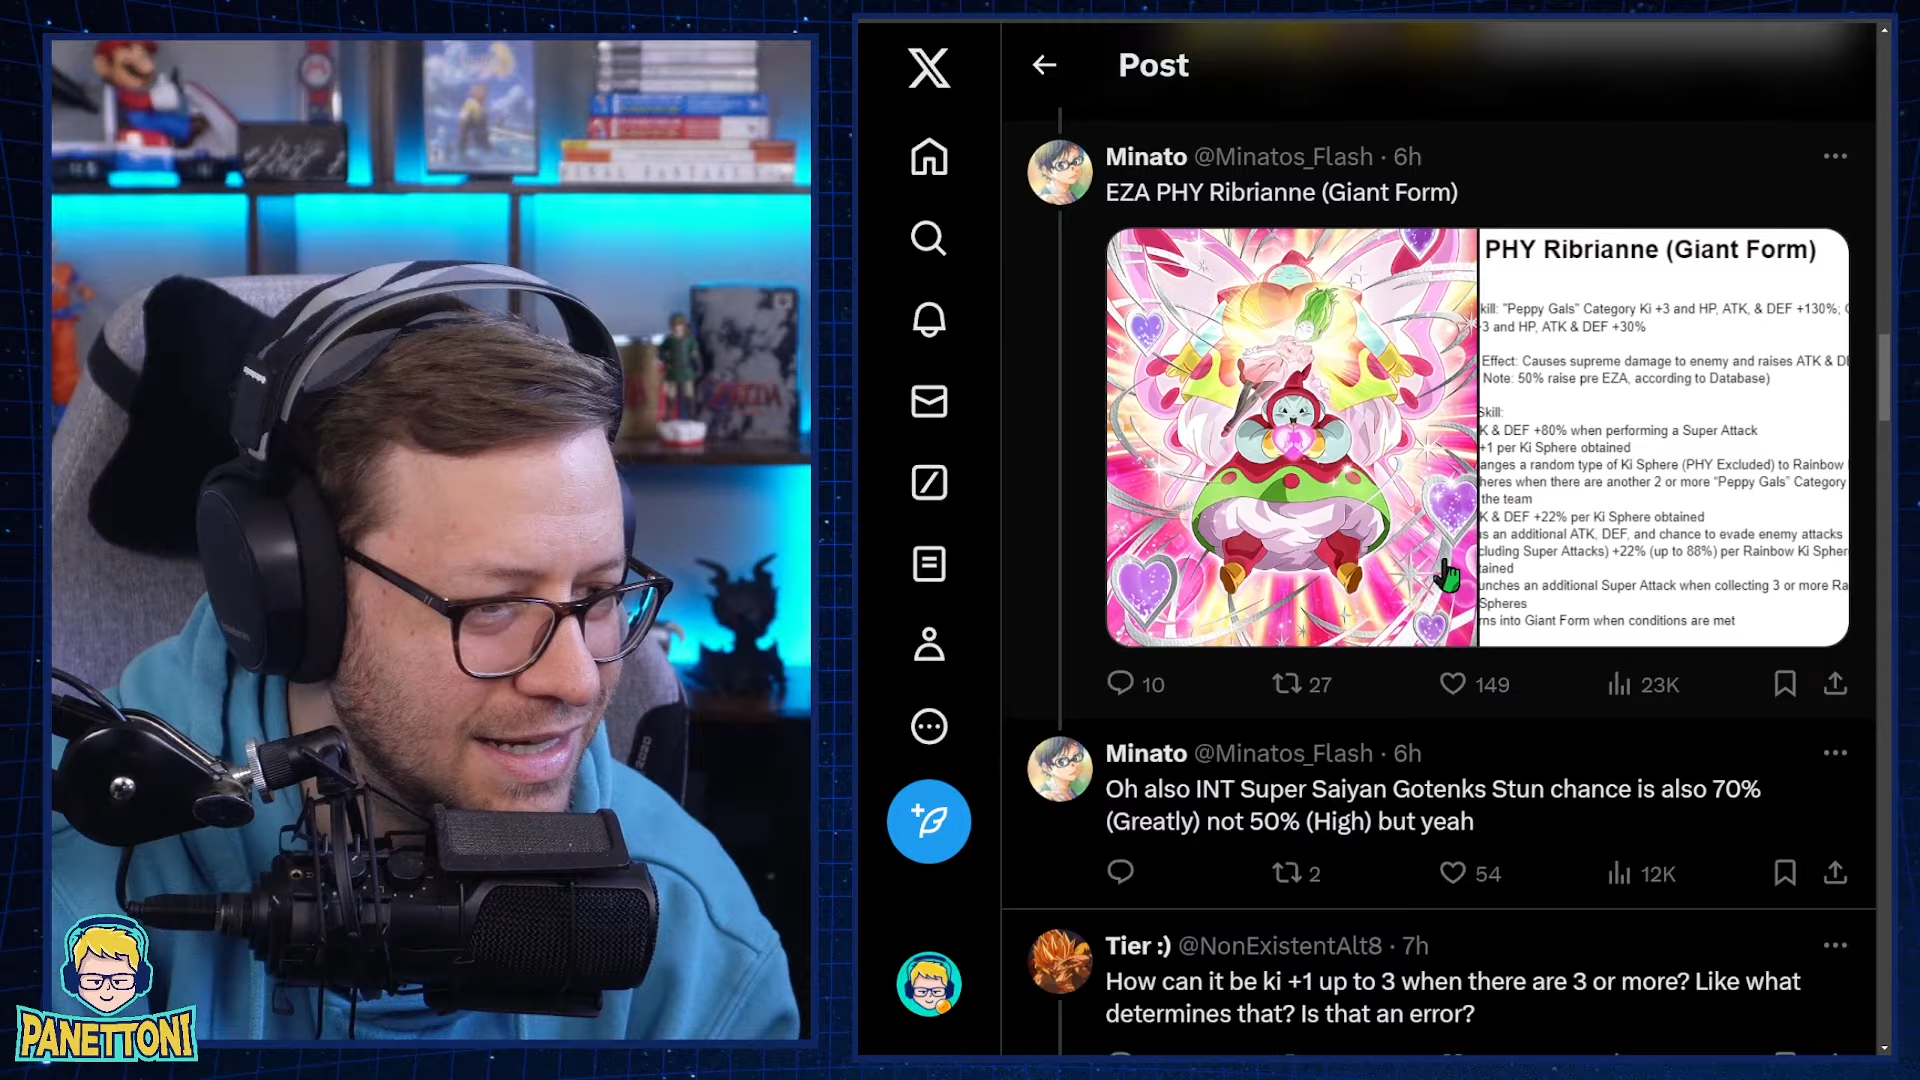 Post
Minato @Minatos_Flash · 6h
EZA PHY Ribrianne (Giant Form)
PHY Ribrianne (Giant Form)
kill: "Peppy Gals" Category Ki +3 and HP, ATK, & DEF +130%;
3 and HP, ATK & DEF +30%
Effect: Causes supreme damage to enemy and raises ATK & DE
Note: 50% raise pre EZA, according to Database)
Skill:
K & DEF +80% when performing a Super Attack
+1 per Ki Sphere obtained
anges a random type of Ki Sphere (PHY Excluded) to Rainbow
heres when there are another 2 or more "Peppy Gals" Category
the team
K & DEF +22% per Ki Sphere obtained
s an additional ATK, DEF, and chance to evade enemy attacks
cluding Super Attacks) +22% (up to 88%) per Rainbow Ki Spher
tained
unches an additional Super Attack when collecting 3 or more Ra
Spheres
ms into Giant Form when conditions are met
10 27 149 23K
Minato @Minatos_Flash · 6h
Oh also INT Super Saiyan Gotenks Stun chance is also 70%
(Greatly) not 50% (High) but yeah
2 54 12K
Tier :) @NonExistentAlt8 · 7h
How can it be ki +1 up to 3 when there are 3 or more? Like what
determines that? Is that an error?
FINAL FANTASY
ZELDA
2020
PANETTONI